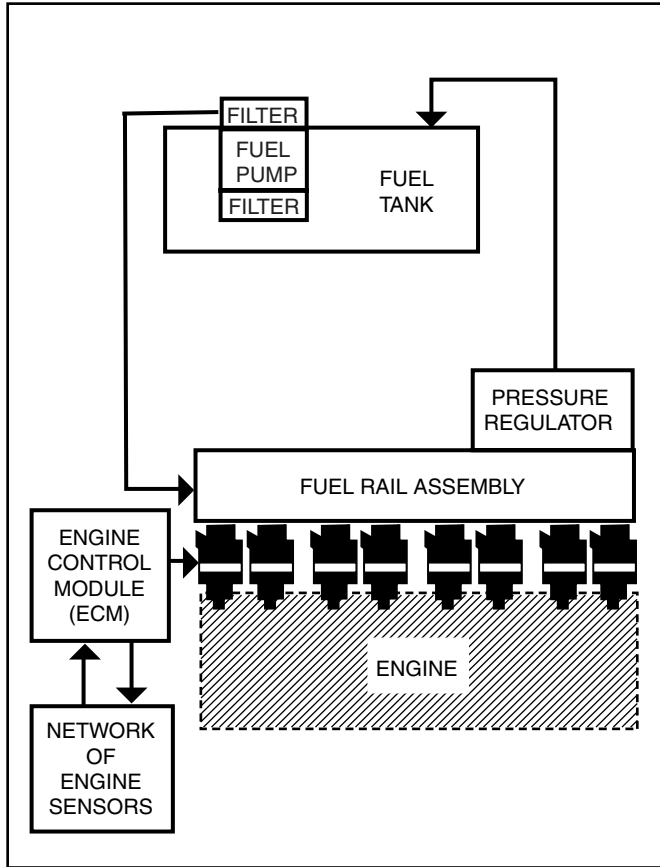 FILTER
FUEL
PUMP
FILTER
FUEL
TANK
PRESSURE
REGULATOR
FUEL RAIL ASSEMBLY
ENGINE
CONTROL
MODULE
(ECM)
ENGINE
NETWORK
OF
ENGINE
SENSORS